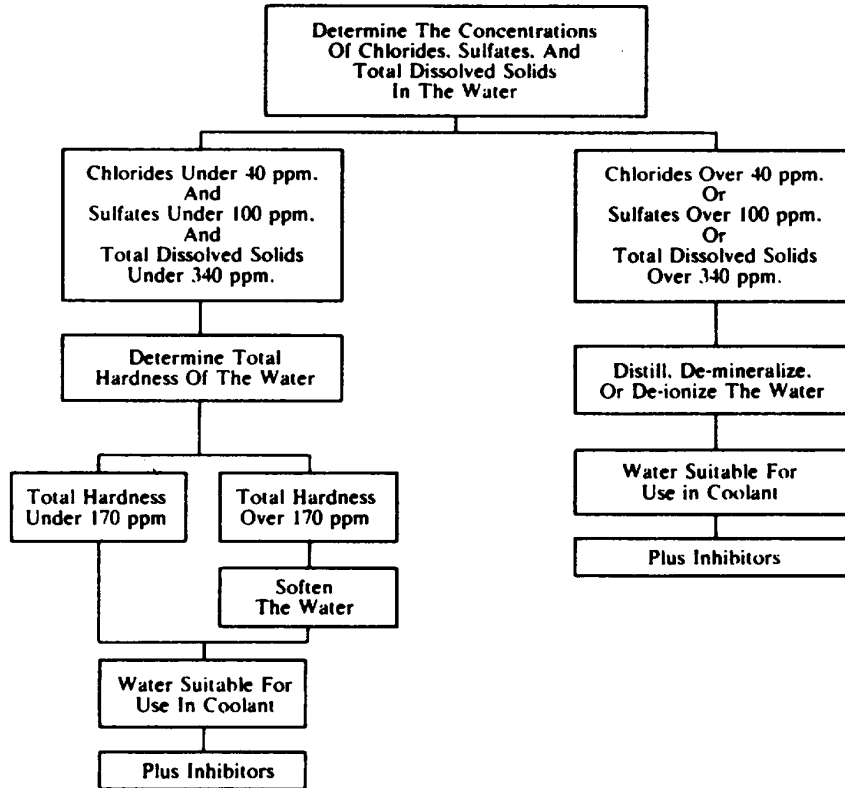 Determine The Concentrations
Of Chlorides. Sulfates. And
Total Dissolved Solids
In The Water
Chlorides Under 40 ppm.
And
Sulfates Under 100 ppm.
And
Total Dissolved Solids
Under 340 ppm.
Chlorides Over 40 ppm.
Or
Sulfates Over 100 ppm.
Or
Total Dissolved Solids
Over 340 ppm.
Determine Total
Hardness Of The Water
Distill. De-mineralize.
Or De-ionize The Water
Total Hardness
Under 170 ppm
Total Hardness
Over 170 ppm
Water Suitable For
Use in Coolant
Plus Inhibitors
Soften
The Water
Water Suitable For
Use In Coolant
Plus Inhibitors